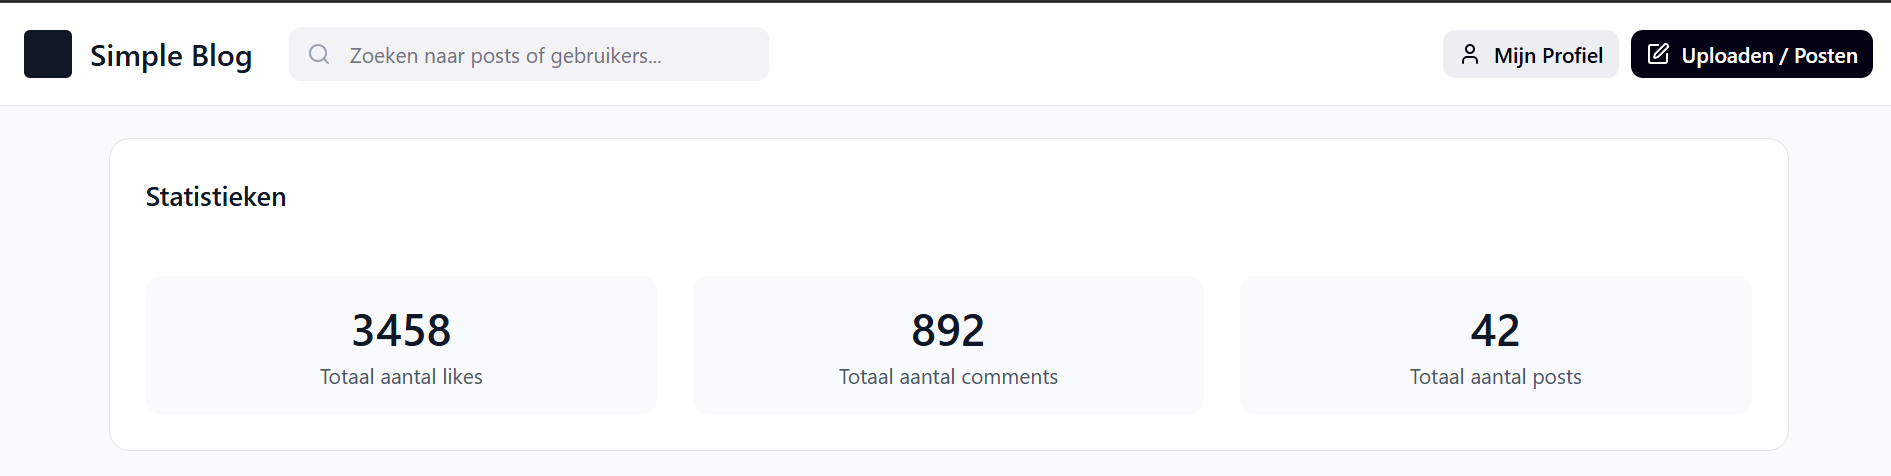 Simple Blog
Zoeken naar posts of gebruikers...
Mijn Profiel
Uploaden / Posten
Statistieken
3458
Totaal aantal likes
892
Totaal aantal comments
42
Totaal aantal posts